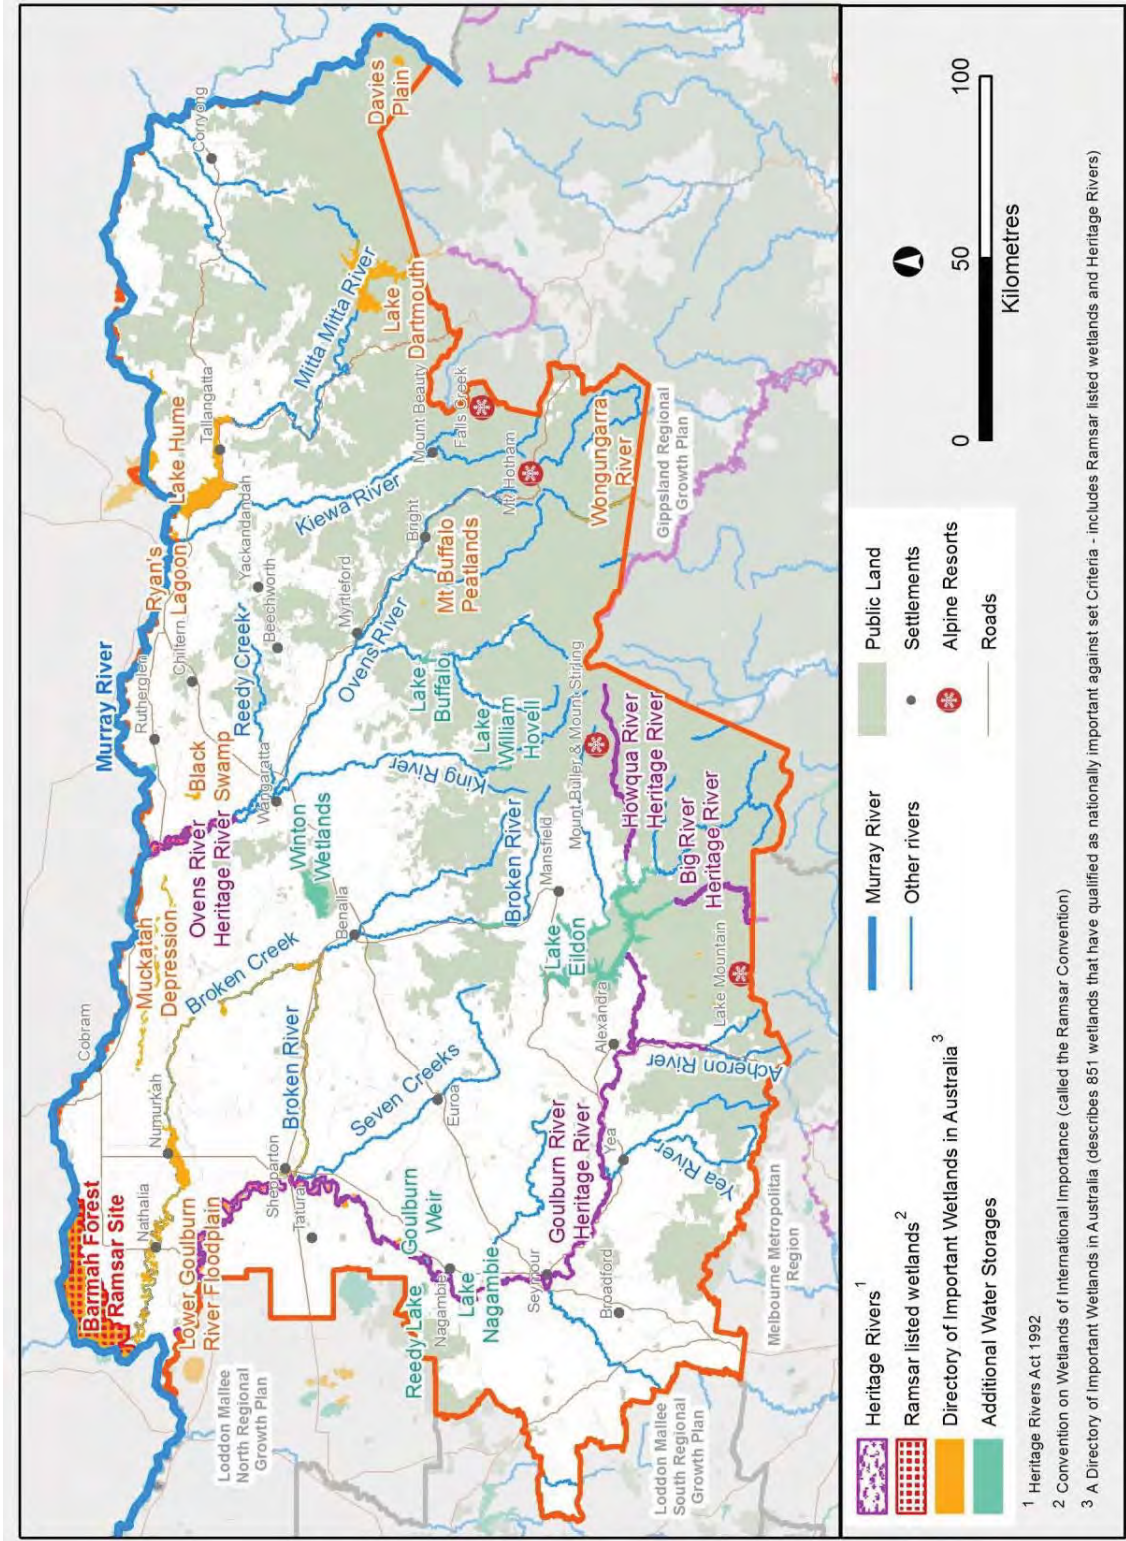 Murray River
Barmah Forest
Ramsar Site
Cobram
Numurkah
Nathalia
Lower Goulburn
River Floodplain
Muckatah
Depression
Broken Creek
Ovens River
Heritage River
Rutherglen
Black
Swamp
Chiltern
Ryan's
Lagoon
Lake Hume
Tallangatta
Corryong
Yackandandah
Beechworth
Reedy Creek
Wangaratta
Winton
Wetlands
Benalla
Broken River
Shepparton
Tatura
Seven Creeks
Euroa
Goulburn
Weir
Reedy Lake
Nagambie
Lake
Nagambie
Loddon Mallee
North Regional
Growth Plan
Myrtleford
Ovens River
Kiewa River
Mitta Mitta River
Davies
Plain
Lake
Dartmouth
Mount Beauty
Falls Creek
Bright
Mt Buffalo
Peatlands
Mt Hotham
Lake
Buffalo
Lake
William
Hovell
King River
Broken River
Mansfield
Mount Buller & Mount Stirling
Wongungarra
River
Gippsland Regional
Growth Plan
Howqua River
Heritage River
Big River
Heritage River
Lake
Eildon
Alexandra
Lake Mountain
Acheron River
Goulburn River
Heritage River
Yea
Yea River
Seymour
Broadford
Melbourne Metropolitan
Region
Loddon Mallee
South Regional
Growth Plan
Heritage Rivers 1
Ramsar listed wetlands 2
Directory of Important Wetlands in Australia 3
Additional Water Storages
Murray River
Other rivers
Public Land
Settlements
Alpine Resorts
Roads
0 50 100
Kilometres
1 Heritage Rivers Act 1992
2 Convention on Wetlands of International Importance (called the Ramsar Convention)
3 A Directory of Important Wetlands in Australia (describes 851 wetlands that have qualified as nationally important against set Criteria - includes Ramsar listed wetlands and Heritage Rivers)